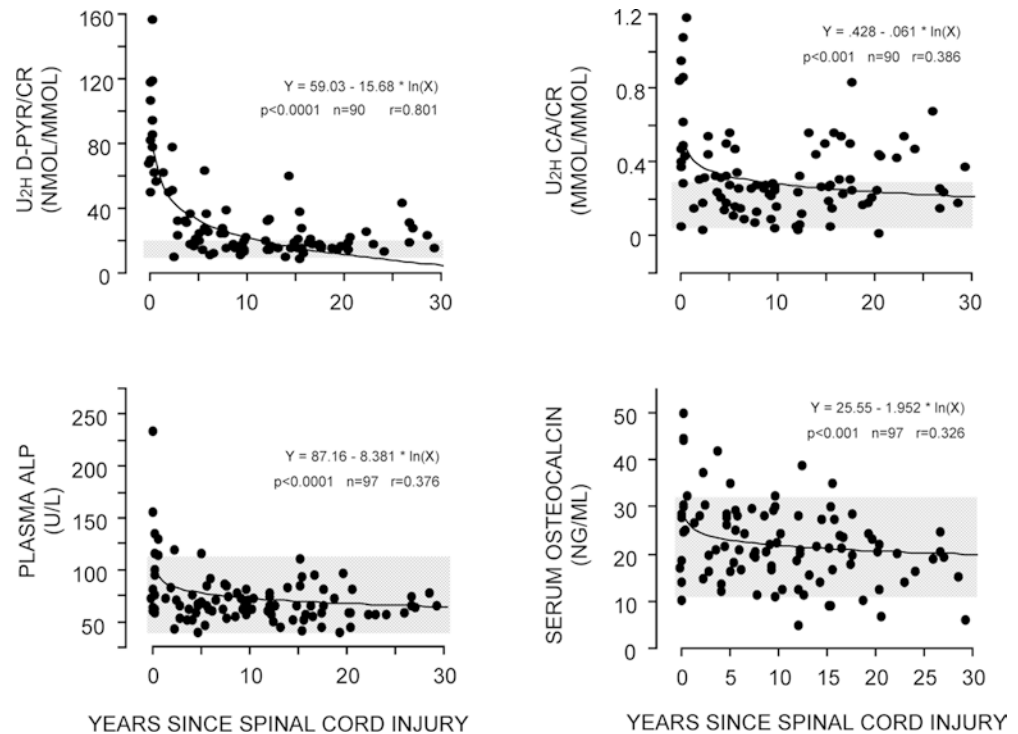 U2H D-PYR/CR
(NMOL/MMOL)
160
120
80
40
0
Y = 59.03 - 15.68 * ln(X)
p<0.0001 n=90 r=0.801
0 10 20 30
U2H CA/CR
(MMOL/MMOL)
1.2
0.8
0.4
0
Y = .428 - .061 * ln(X)
p<0.001 n=90 r=0.386
0 10 20 30
PLASMA ALP
(U/L)
250
200
150
100
50
Y = 87.16 - 8.381 * ln(X)
p<0.0001 n=97 r=0.376
0 10 20 30
YEARS SINCE SPINAL CORD INJURY
SERUM OSTEOCALCIN
(NG/ML)
50
40
30
20
10
0
Y = 25.55 - 1.952 * ln(X)
p<0.001 n=97 r=0.326
0 5 10 15 20 25 30
YEARS SINCE SPINAL CORD INJURY